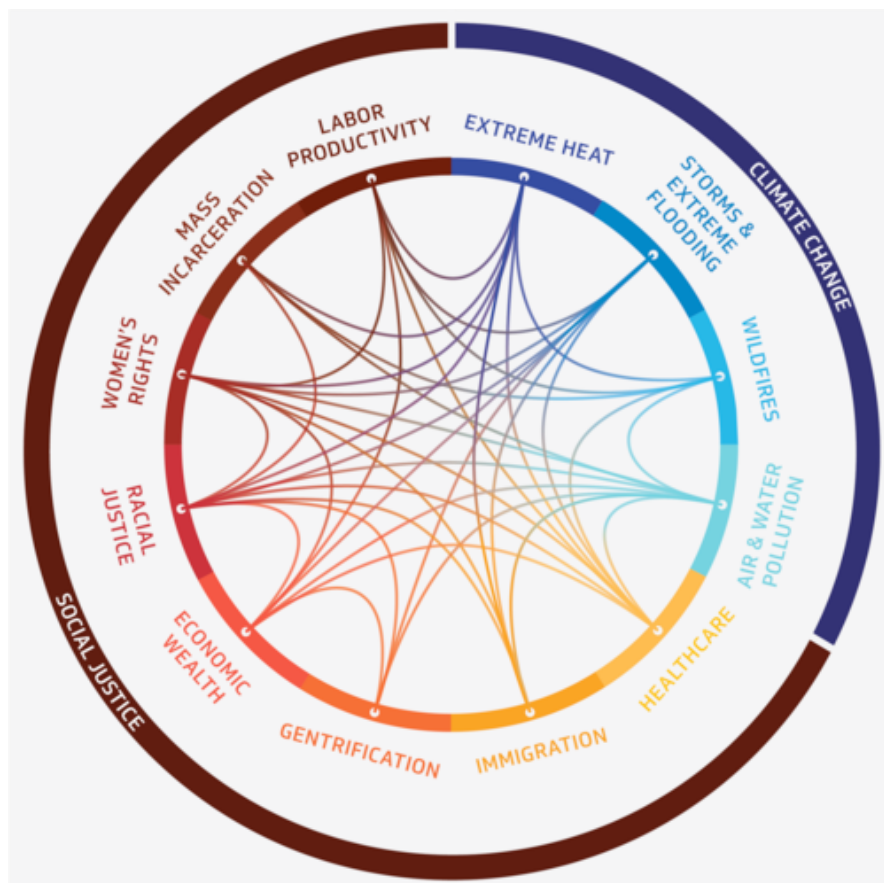 CLIMATE CHANGE
EXTREME HEAT
STORMS &
EXTREME
FLOODING
WILDFIRES
AIR & WATER
POLLUTION
SOCIAL JUSTICE
HEALTHCARE
IMMIGRATION
GENTRIFICATION
ECONOMIC
WEALTH
RACIAL
JUSTICE
WOMEN'S
RIGHTS
MASS
INCARCERATION
LABOR
PRODUCTIVITY